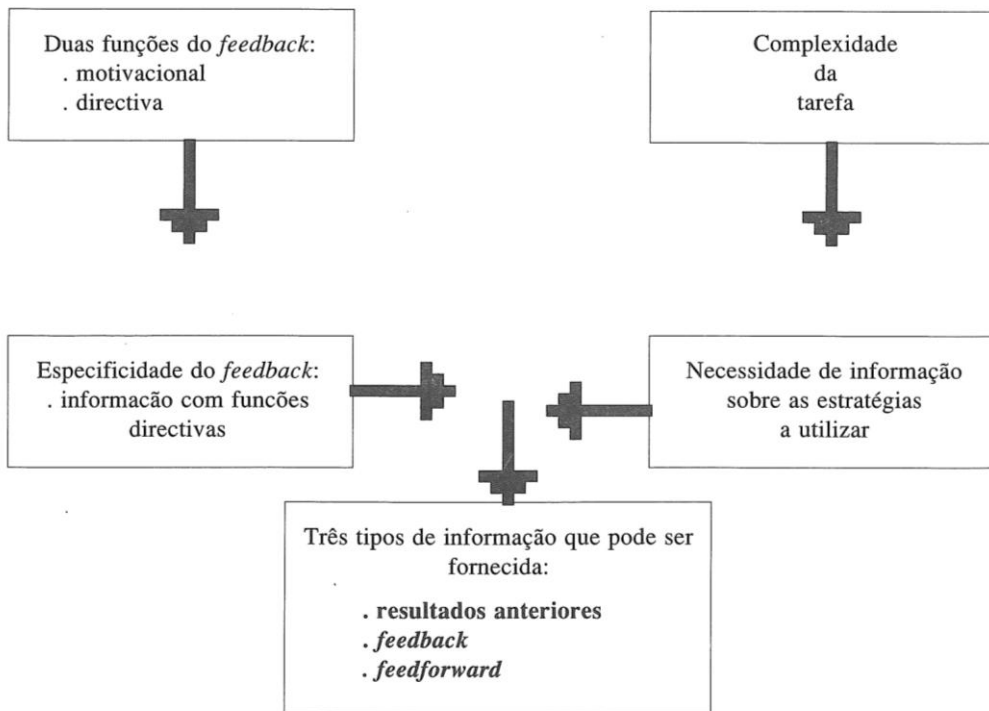 Duas funções do feedback:
. motivacional
. directiva
Complexidade
da
tarefa
Especificidade do feedback:
. informacão com funcões
directivas
Necessidade de informação
sobre as estratégias
a utilizar
Três tipos de informação que pode ser
fornecida:
. resultados anteriores
. feedback
. feedforward